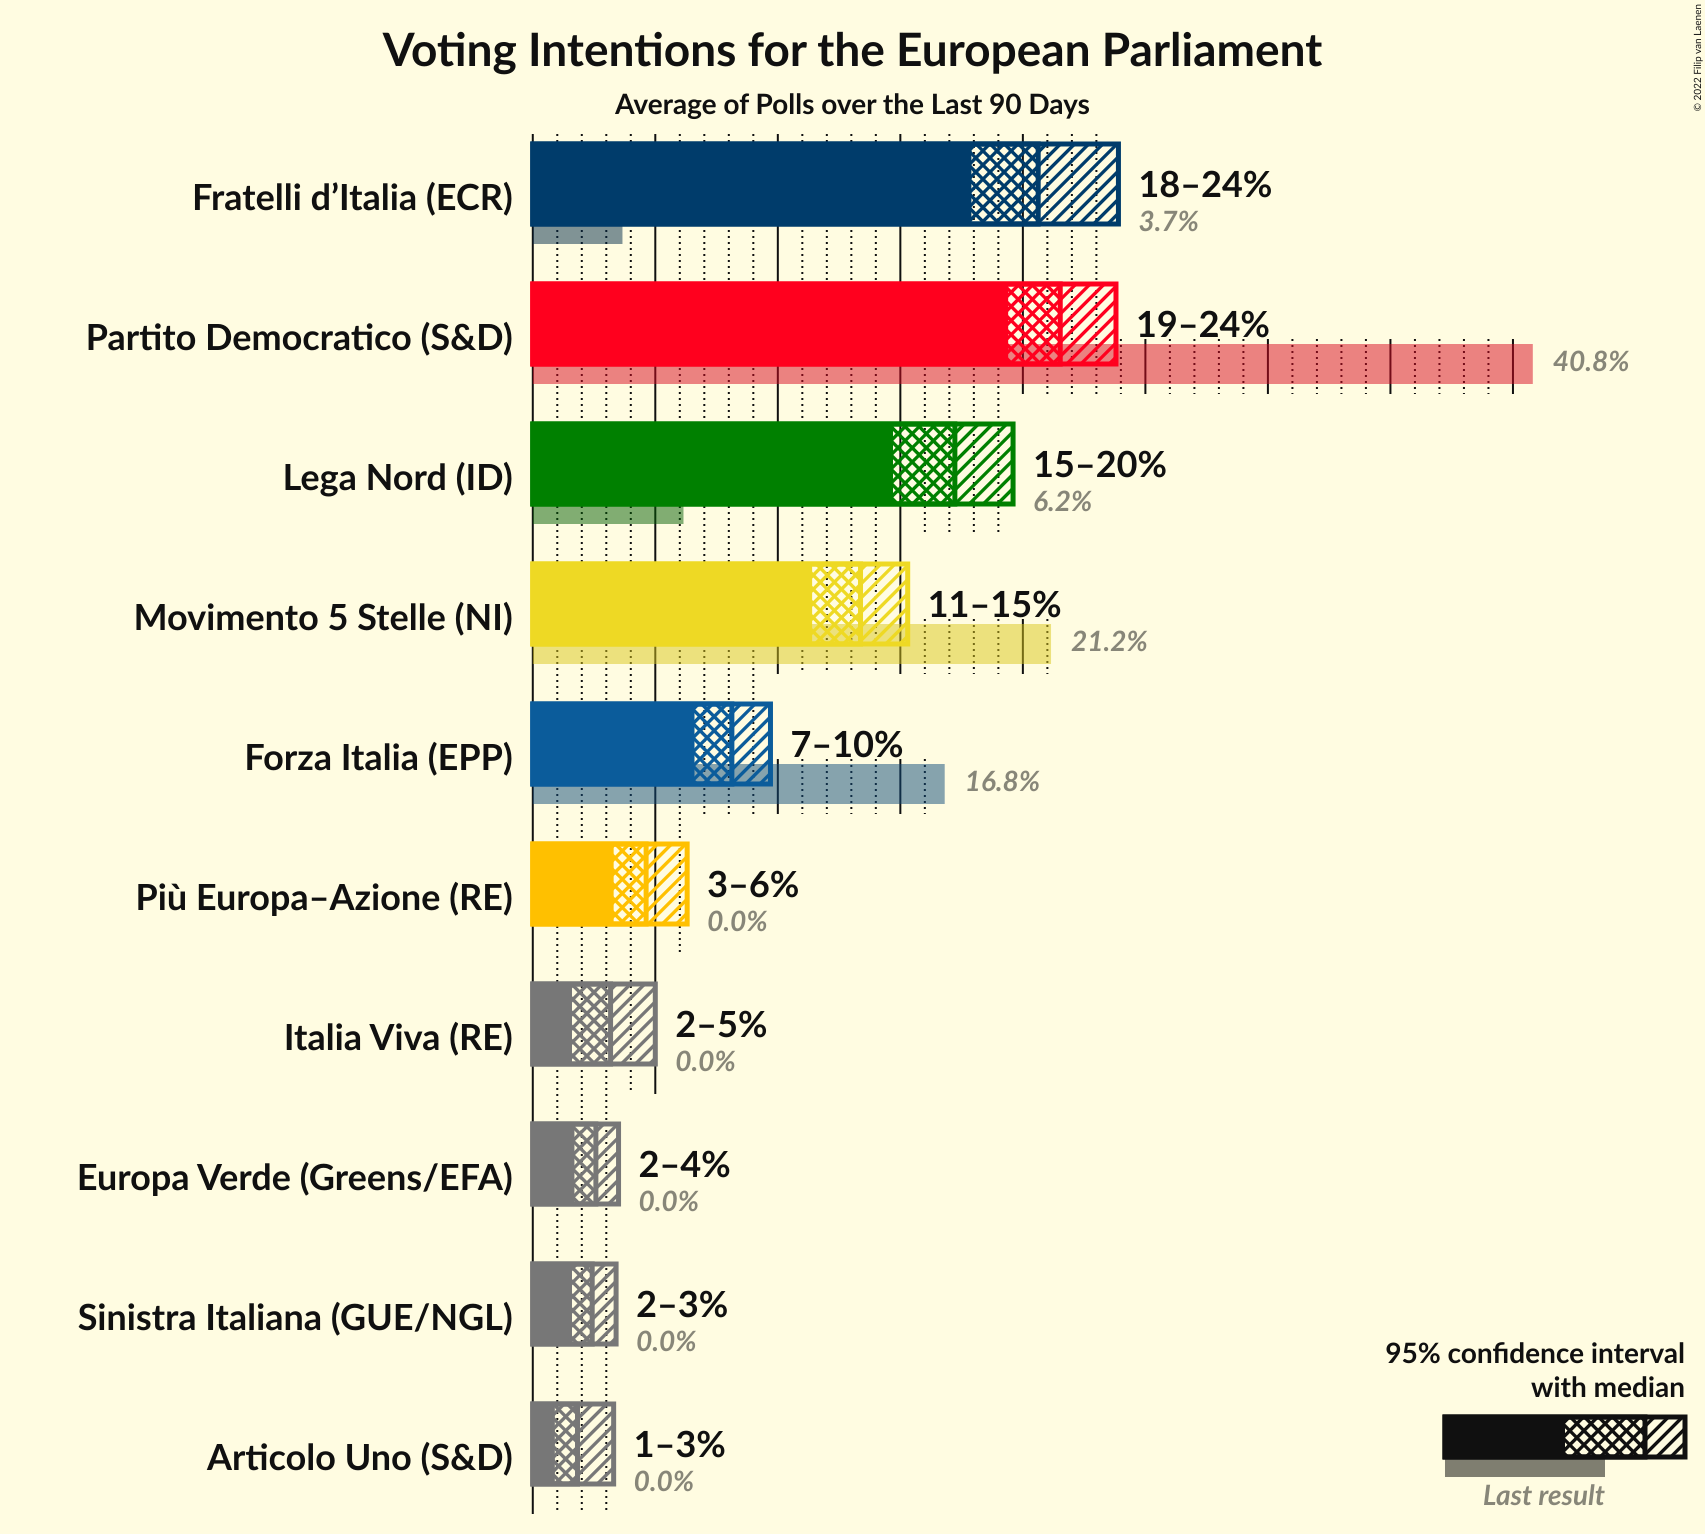 © 2022 Filip van Laenen
Voting Intentions for the European Parliament
Average of Polls over the Last 90 Days
Fratelli d’Italia (ECR)
18–24%
3.7%
Partito Democratico (S&D)
19–24%
40.8%
Lega Nord (ID)
15–20%
6.2%
Movimento 5 Stelle (NI)
11–15%
21.2%
Forza Italia (EPP)
7–10%
16.8%
Più Europa–Azione (RE)
3–6%
0.0%
Italia Viva (RE)
2–5%
0.0%
Europa Verde (Greens/EFA)
2–4%
0.0%
Sinistra Italiana (GUE/NGL)
2–3%
0.0%
Articolo Uno (S&D)
1–3%
0.0%
95% confidence interval
with median
Last result